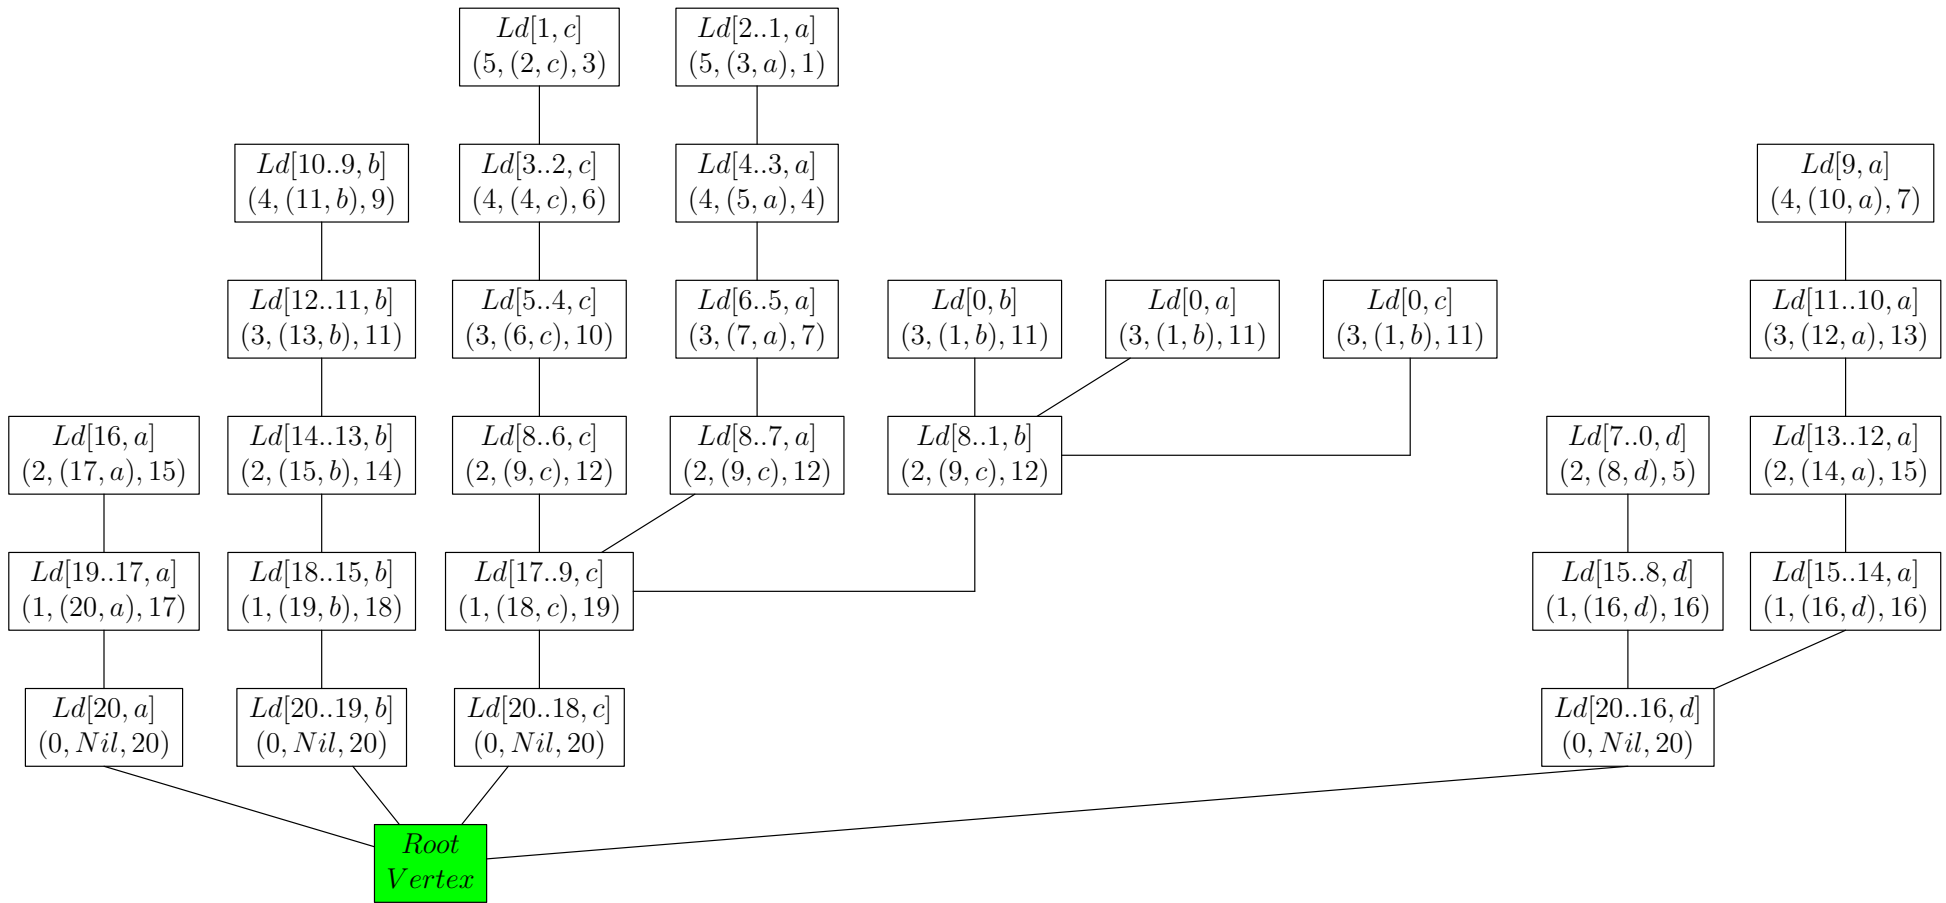 Ld[1, c]
(5, (2, c), 3)
Ld[2..1, a]
(5, (3, a), 1)
Ld[10..9, b]
(4, (11, b), 9)
Ld[3..2, c]
(4, (4, c), 6)
Ld[4..3, a]
(4, (5, a), 4)
Ld[9, a]
(4, (10, a), 7)
Ld[12..11, b]
(3, (13, b), 11)
Ld[5..4, c]
(3, (6, c), 10)
Ld[6..5, a]
(3, (7, a), 7)
Ld[0, b]
(3, (1, b), 11)
Ld[0, a]
(3, (1, b), 11)
Ld[0, c]
(3, (1, b), 11)
Ld[11..10, a]
(3, (12, a), 13)
Ld[16, a]
(2, (17, a), 15)
Ld[14..13, b]
(2, (15, b), 14)
Ld[8..6, c]
(2, (9, c), 12)
Ld[8..7, a]
(2, (9, c), 12)
Ld[8..1, b]
(2, (9, c), 12)
Ld[7..0, d]
(2, (8, d), 5)
Ld[13..12, a]
(2, (14, a), 15)
Ld[19..17, a]
(1, (20, a), 17)
Ld[18..15, b]
(1, (19, b), 18)
Ld[17..9, c]
(1, (18, c), 19)
Ld[15..8, d]
(1, (16, d), 16)
Ld[15..14, a]
(1, (16, d), 16)
Ld[20, a]
(0, Nil, 20)
Ld[20..19, b]
(0, Nil, 20)
Ld[20..18, c]
(0, Nil, 20)
Ld[20..16, d]
(0, Nil, 20)
Root
Vertex